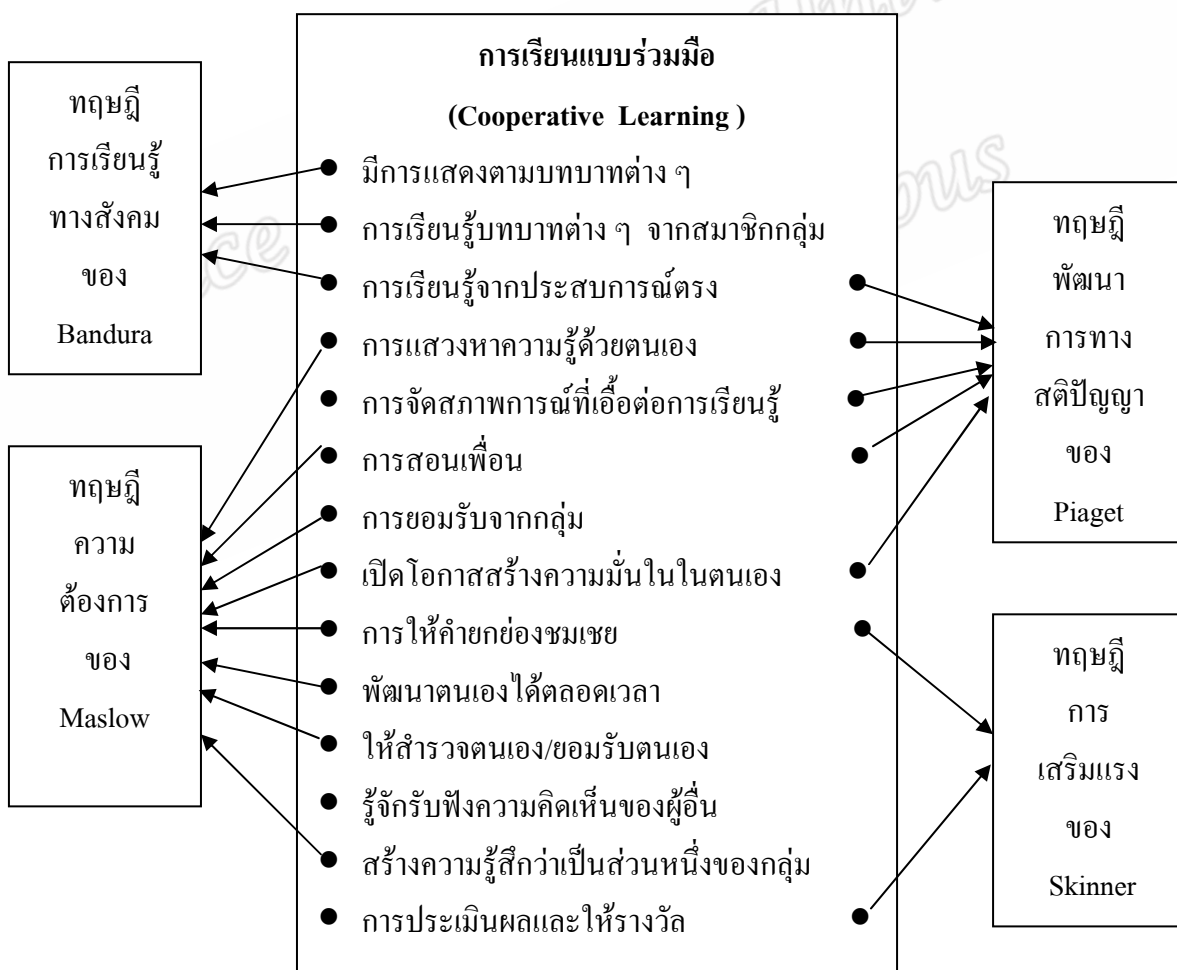 การเรียนแบบร่วมมือ
(Cooperative Learning )
ทฤษฎี
การเรียนรู้
ทางสังคม
ของ
Bandura
ทฤษฎี
ความ
ต้องการ
ของ
Maslow
มีการแสดงตามบทบาทต่าง ๆ
การเรียนรู้บทบาทต่าง ๆ จากสมาชิกกลุ่ม
การเรียนรู้จากประสบการณ์ตรง
การแสวงหาความรู้ด้วยตนเอง
การจัดสภาพการณ์ที่เอื้อต่อการเรียนรู้
การสอนเพื่อน
การยอมรับจากกลุ่ม
เปิดโอกาสสร้างความมั่นในในตนเอง
การให้คำยกย่องชมเชย
พัฒนาตนเองได้ตลอดเวลา
ให้สำรวจตนเอง/ยอมรับตนเอง
รู้จักรับฟังความคิดเห็นของผู้อื่น
สร้างความรู้สึกว่าเป็นส่วนหนึ่งของกลุ่ม
การประเมินผลและให้รางวัล
ทฤษฎี
พัฒนา
การทาง
สติปัญญา
ของ
Piaget
ทฤษฎี
การ
เสริมแรง
ของ
Skinner